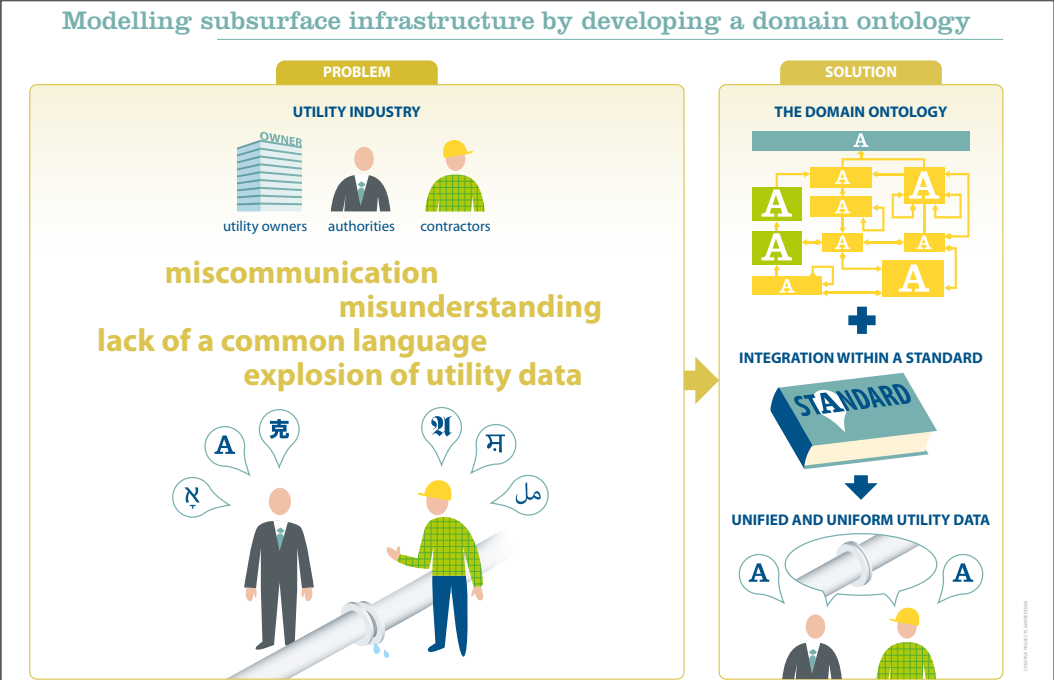 Modelling subsurface infrastructure by developing a domain ontology
PROBLEM
UTILITY INDUSTRY
OWNER
utility owners
authorities
contractors
miscommunication
misunderstanding
lack of a common language
explosion of utility data
אָ
A
克
𝕬
ਸ਼
مل
SOLUTION
THE DOMAIN ONTOLOGY
A
A
A
A
A
A
A
A
A
A
INTEGRATION WITHIN A STANDARD
STANDARD
UNIFIED AND UNIFORM UTILITY DATA
A
A